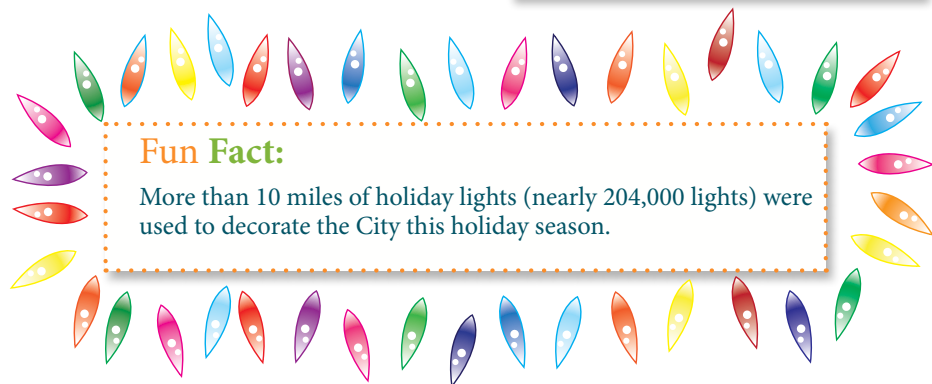 Fun Fact:
More than 10 miles of holiday lights (nearly 204,000 lights) were
used to decorate the City this holiday season.